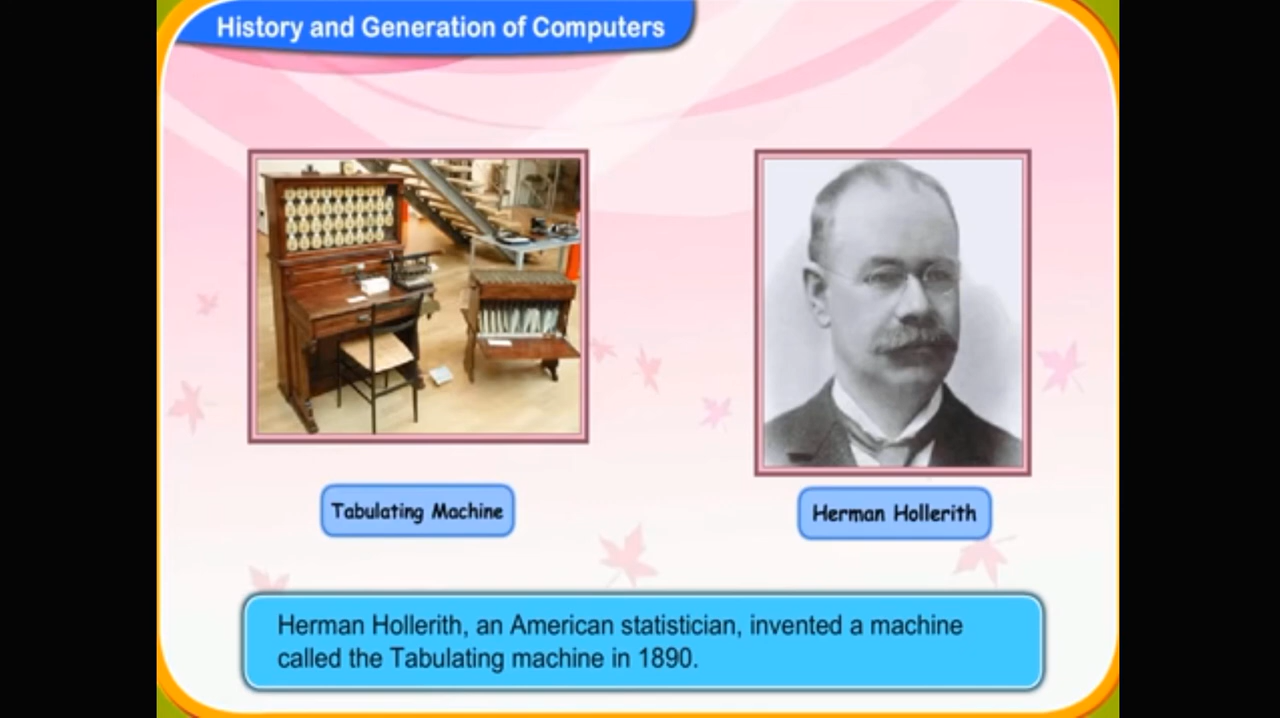 History and Generation of Computers
Tabulating Machine
Herman Hollerith
Herman Hollerith, an American statistician, invented a machine
called the Tabulating machine in 1890.